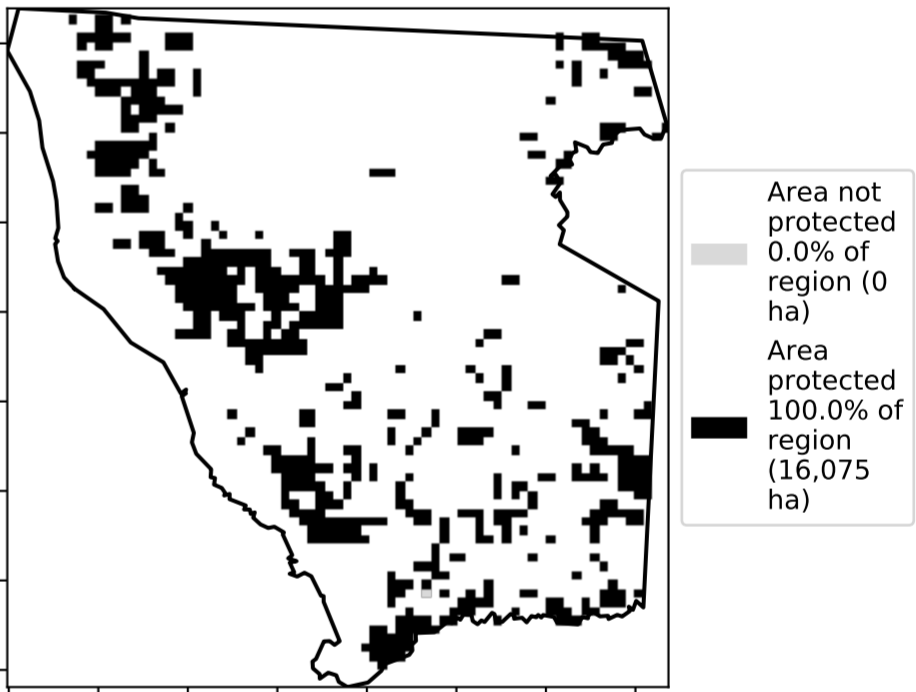 Area not
protected
0.0% of
region (0
ha)
Area
protected
100.0% of
region
(16,075
ha)